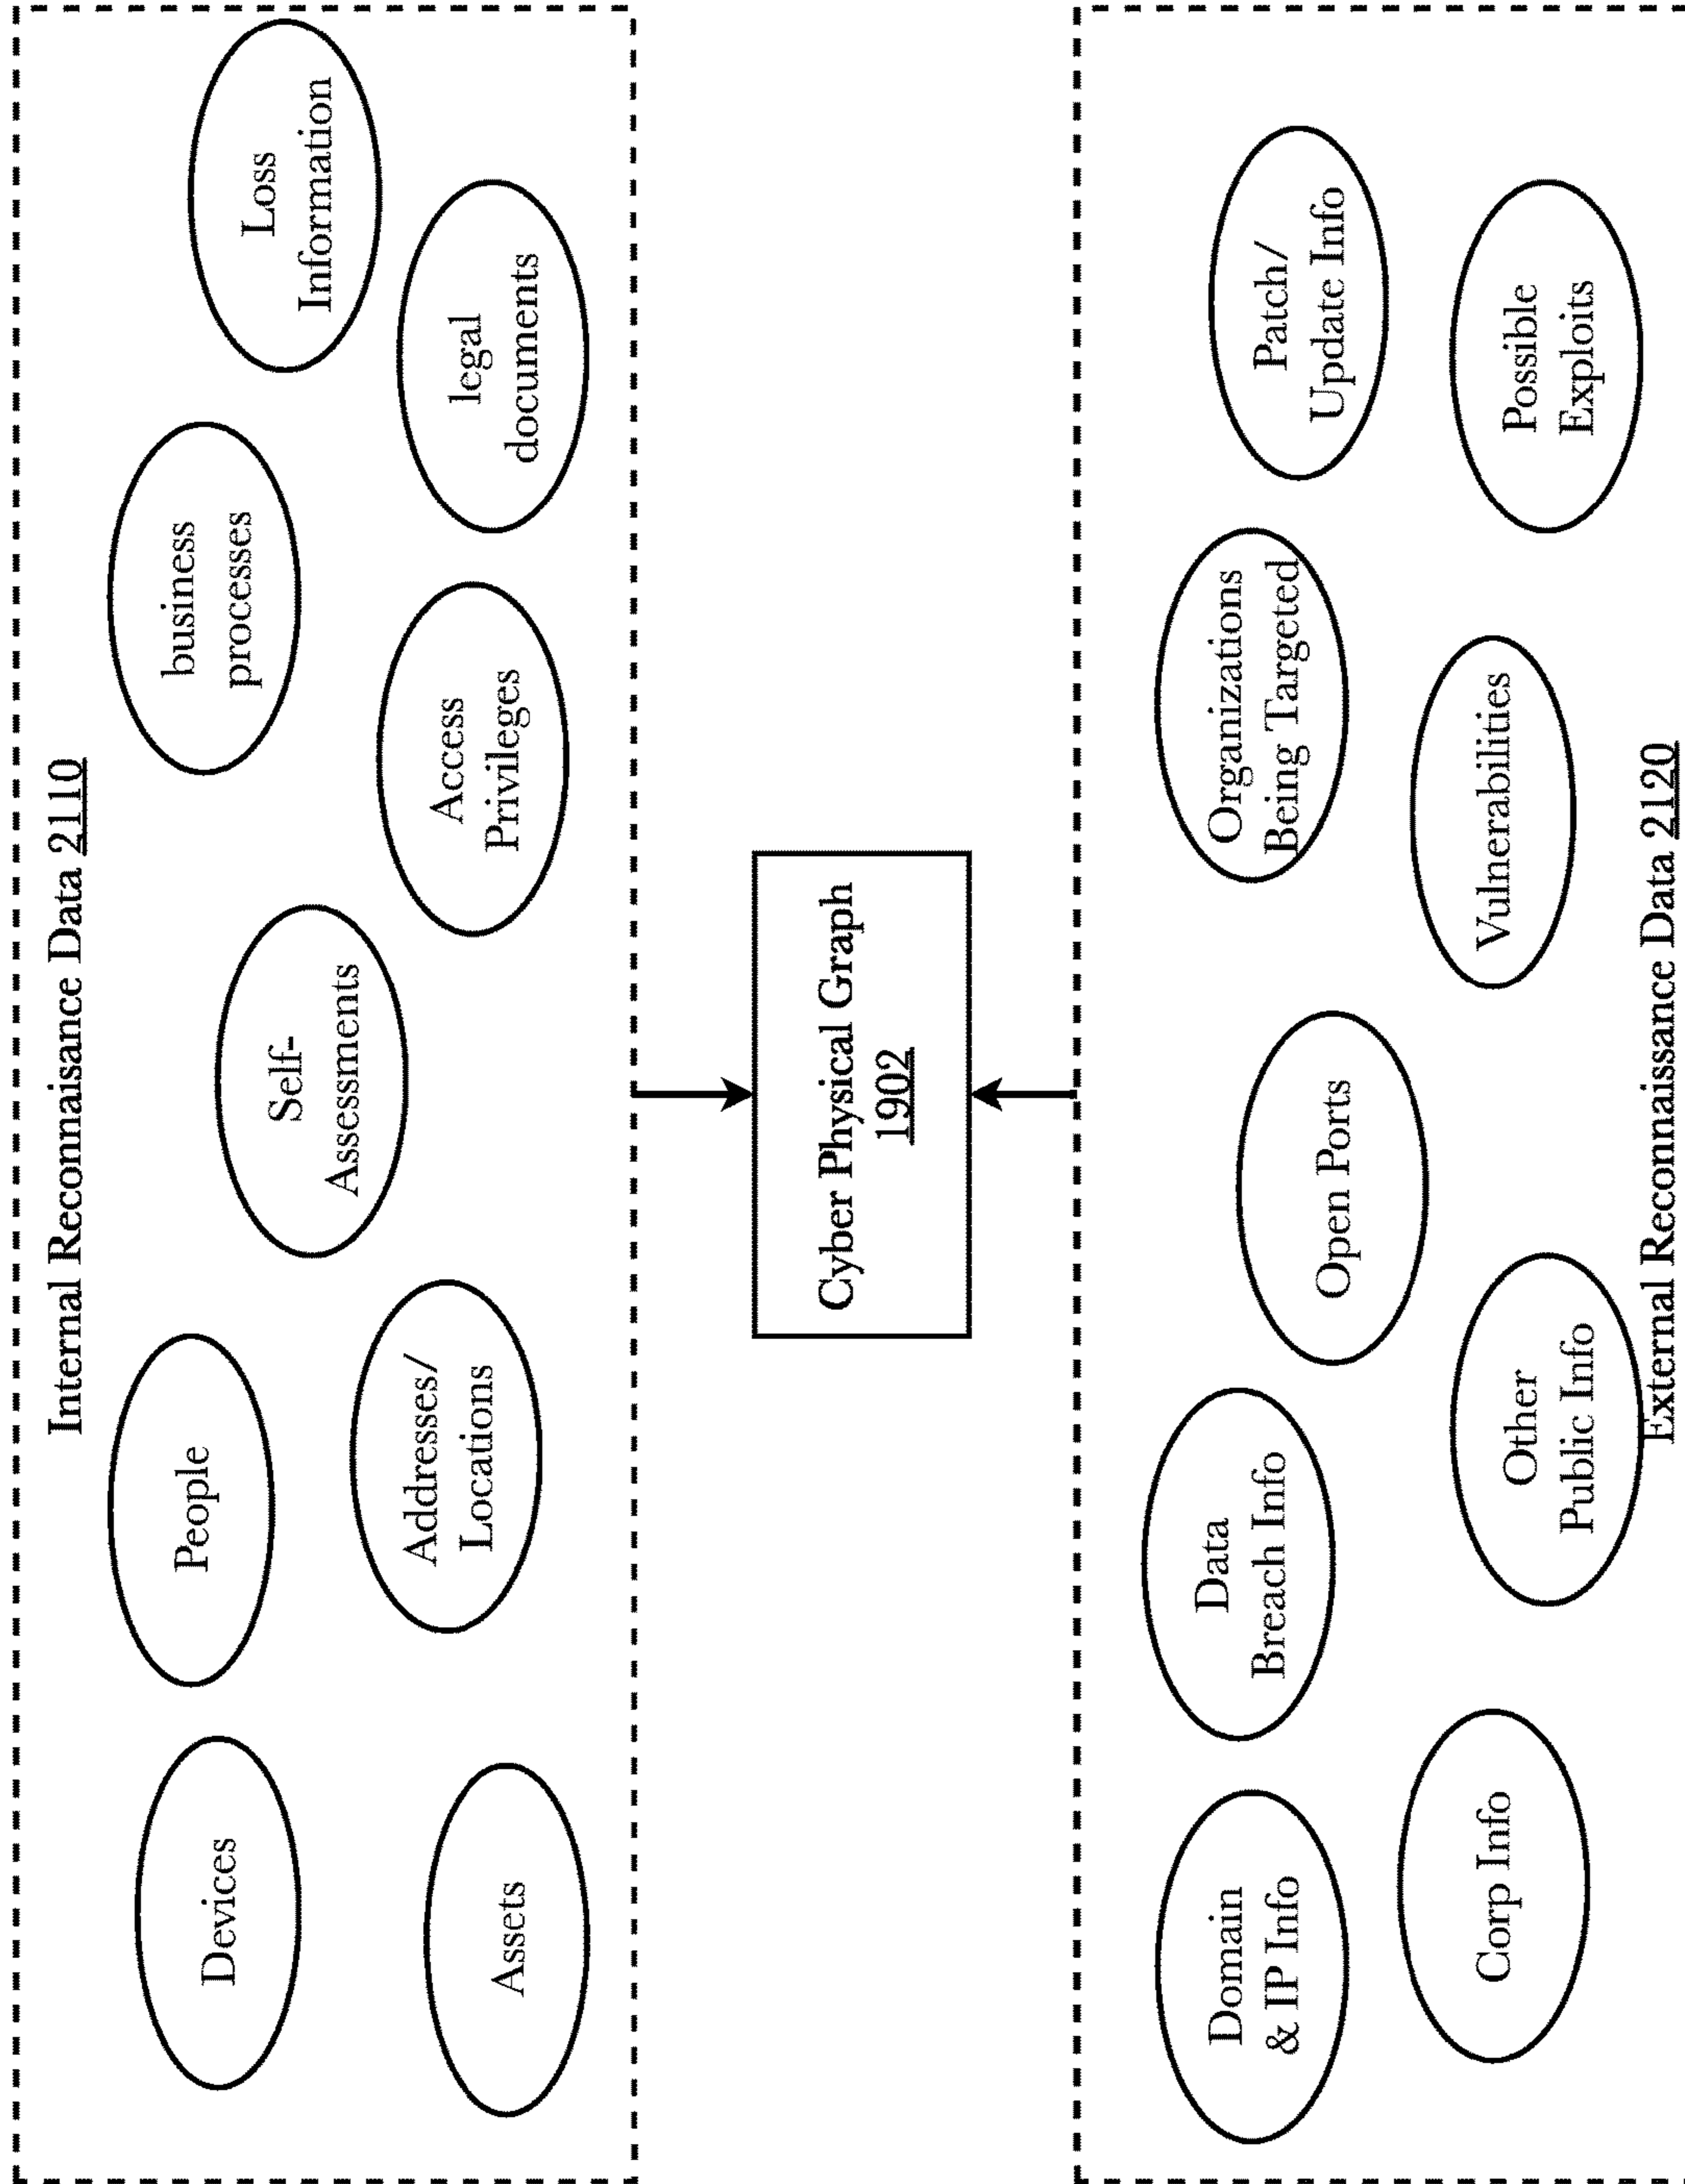 Internal Reconnaisance Data 2110
Devices
People
business
processes
Loss
Information
Self-
Assessments
Assets
Addresses/
Locations
Access
Privileges
legal
documents
Cyber Physical Graph
1902
Domain
& IP Info
Data
Breach Info
Organizations
Being Targeted
Patch/
Update Info
Open Ports
Corp Info
Other
Public Info
Vulnerabilities
Possible
Exploits
External Reconnaissance Data 2120